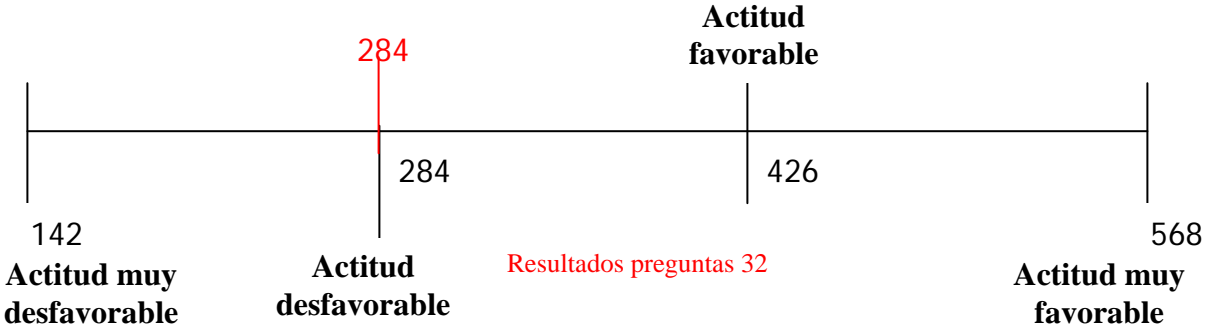 Actitud
favorable
284
284
426
142
568
Actitud muy
desfavorable
Actitud
desfavorable
Resultados preguntas 32
Actitud muy
favorable